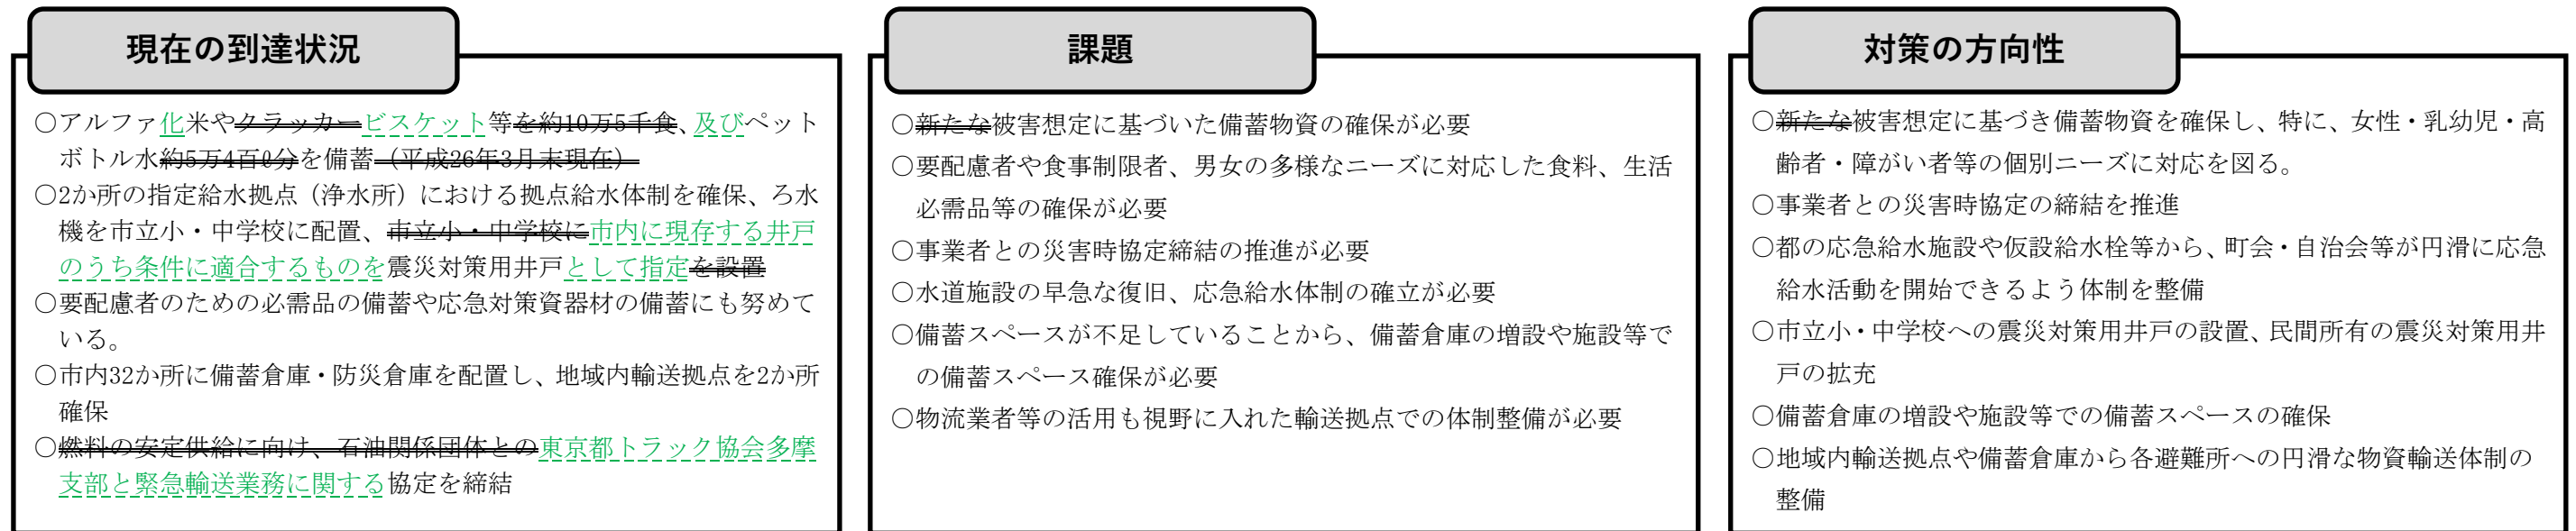 現在の到達状況
○アルファ化米やクラッカービスケット等を約10万5千食、及びペット
ボトル水約5万4百ℓ分を備蓄（平成26年3月末現在）
○2か所の指定給水拠点（浄水所）における拠点給水体制を確保、ろ水
機を市立小・中学校に配置、市立小・中学校に市内に現存する井戸
のうち条件に適合するものを震災対策用井戸として指定を設置
○要配慮者のための必需品の備蓄や応急対策資器材の備蓄にも努めて
いる。
○市内32か所に備蓄倉庫・防災倉庫を配置し、地域内輸送拠点を2か所
確保
○燃料の安定供給に向け、石油関係団体との東京都トラック協会多摩
支部と緊急輸送業務に関する協定を締結
課題
○新たな被害想定に基づいた備蓄物資の確保が必要
○要配慮者や食事制限者、男女の多様なニーズに対応した食料、生活
必需品等の確保が必要
○事業者との災害時協定締結の推進が必要
○水道施設の早急な復旧、応急給水体制の確立が必要
○備蓄スペースが不足していることから、備蓄倉庫の増設や施設等で
の備蓄スペース確保が必要
○物流業者等の活用も視野に入れた輸送拠点での体制整備が必要
対策の方向性
○新たな被害想定に基づき備蓄物資を確保し、特に、女性・乳幼児・高
齢者・障がい者等の個別ニーズに対応を図る。
○事業者との災害時協定の締結を推進
○都の応急給水施設や仮設給水栓等から、町会・自治会等が円滑に応急
給水活動を開始できるよう体制を整備
○市立小・中学校への震災対策用井戸の設置、民間所有の震災対策用井
戸の拡充
○備蓄倉庫の増設や施設等での備蓄スペースの確保
○地域内輸送拠点や備蓄倉庫から各避難所への円滑な物資輸送体制の
整備